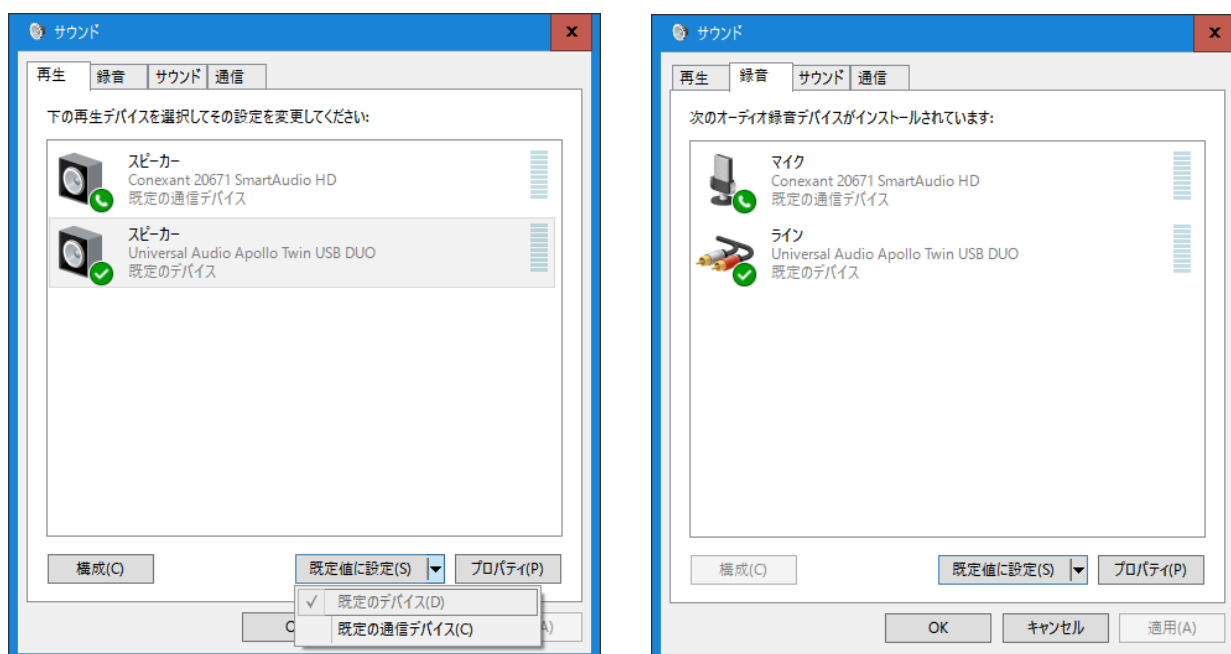 サウンド
x
再生
録音
サウンド
通信
下の再生デバイスを選択してその設定を変更してください:
スピーカー
Conexant 20671 SmartAudio HD
既定の通信デバイス
スピーカー
Universal Audio Apollo Twin USB DUO
既定のデバイス
構成(C)
既定値に設定(S)
プロパティ(P)
✓ 既定のデバイス(D)
既定の通信デバイス(C)
サウンド
x
再生
録音
サウンド
通信
次のオーディオ録音デバイスがインストールされています:
マイク
Conexant 20671 SmartAudio HD
既定の通信デバイス
ライン
Universal Audio Apollo Twin USB DUO
既定のデバイス
構成(C)
既定値に設定(S)
プロパティ(P)
OK
キャンセル
適用(A)